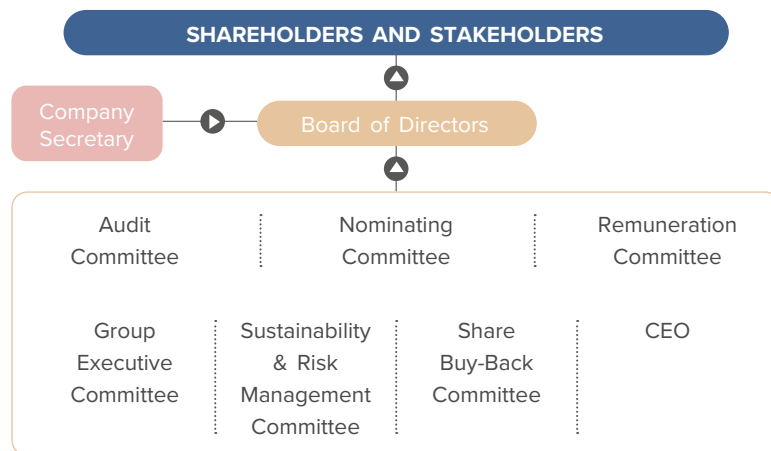 SHAREHOLDERS AND STAKEHOLDERS
Company
Secretary
Board of Directors
Audit
Committee
Nominating
Committee
Remuneration
Committee
Group
Executive
Committee
Sustainability
& Risk
Management
Committee
Share
Buy-Back
Committee
CEO